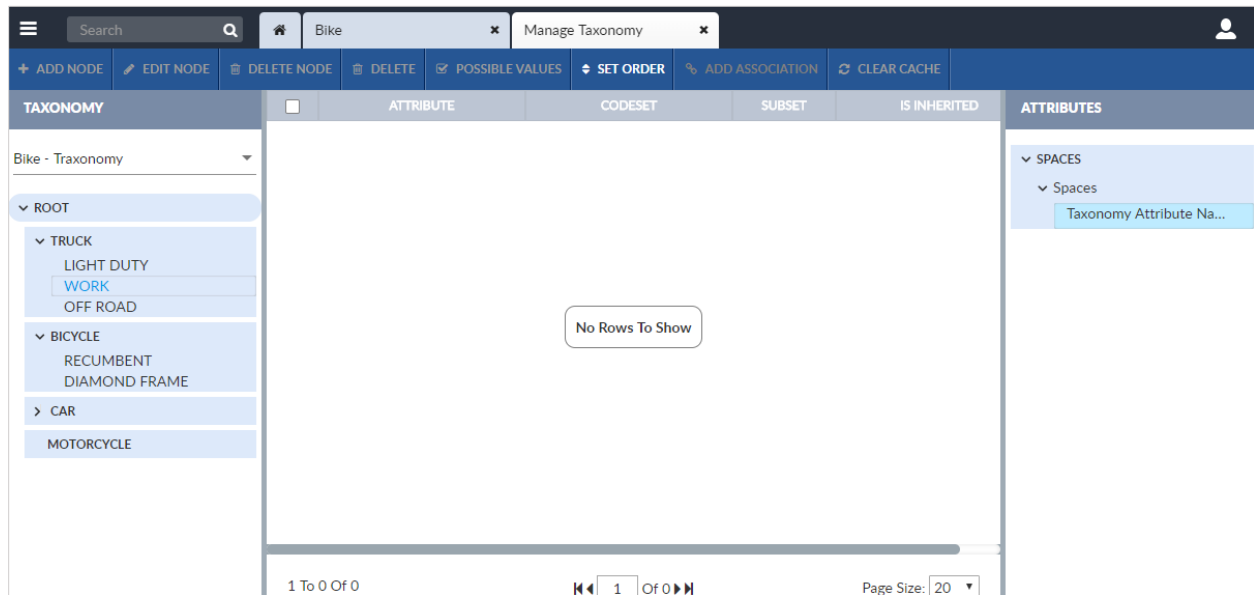 Search
Bike
Manage Taxonomy
ADD NODE EDIT NODE DELETE NODE DELETE POSSIBLE VALUES SET ORDER ADD ASSOCIATION CLEAR CACHE
TAXONOMY
Bike - Traxonomy
ROOT
TRUCK
LIGHT DUTY
WORK
OFF ROAD
BICYCLE
RECUMBENT
DIAMOND FRAME
CAR
MOTORCYCLE
ATTRIBUTE CODESET SUBSET IS INHERITED
No Rows To Show
1 To 0 Of 0 1 Of 0 Page Size: 20
ATTRIBUTES
SPACES
Spaces
Taxonomy Attribute Na...